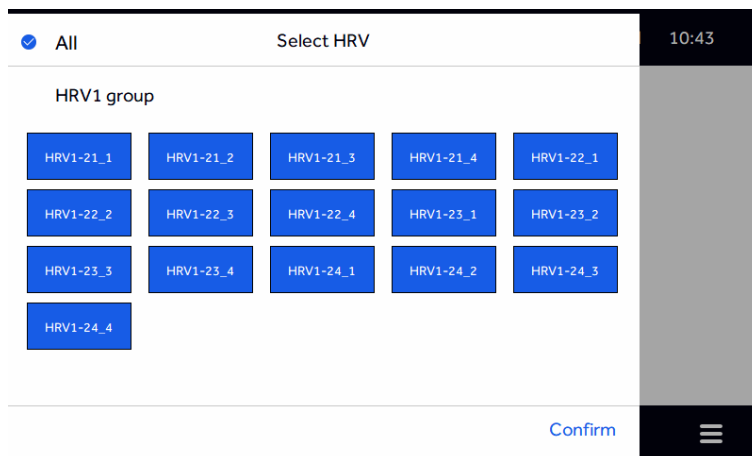 All Select HRV 10:43
HRV1 group
HRV1-21_1 HRV1-21_2 HRV1-21_3 HRV1-21_4 HRV1-22_1
HRV1-22_2 HRV1-22_3 HRV1-22_4 HRV1-23_1 HRV1-23_2
HRV1-23_3 HRV1-23_4 HRV1-24_1 HRV1-24_2 HRV1-24_3
HRV1-24_4
Confirm